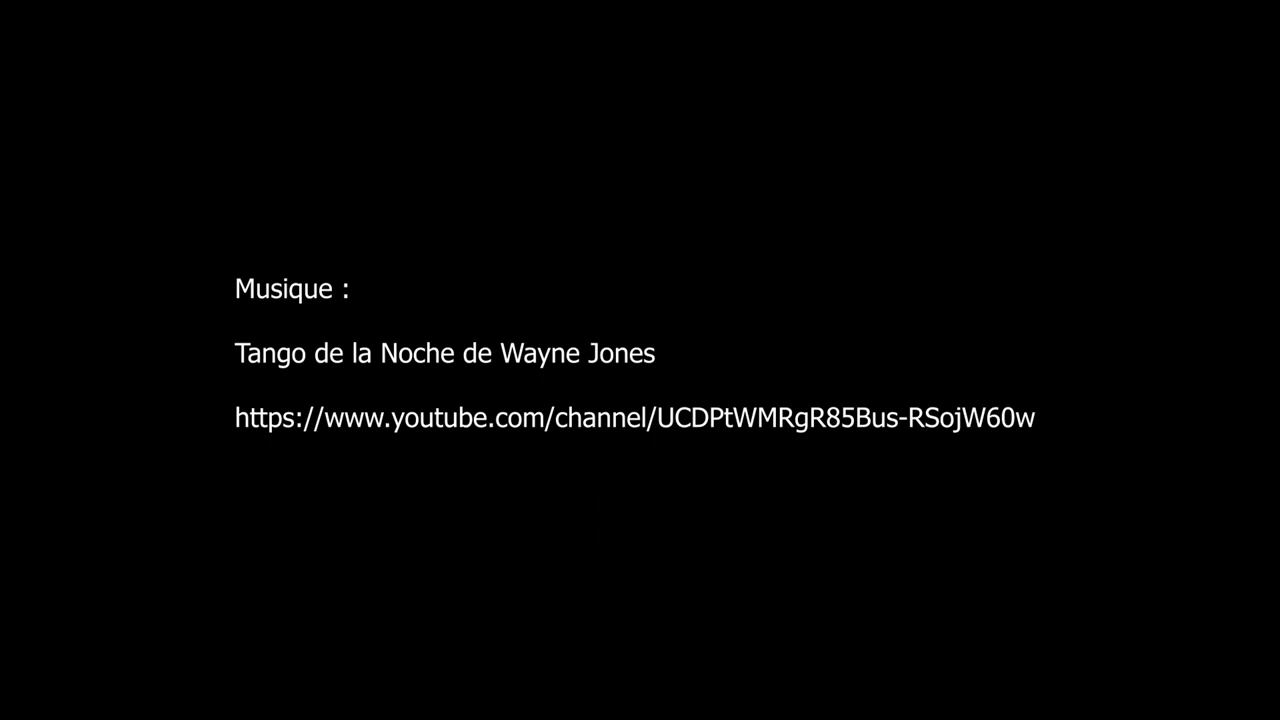 Musique :
Tango de la Noche de Wayne Jones
https://www.youtube.com/channel/UCDPtWMRgR85Bus-RSojW60w